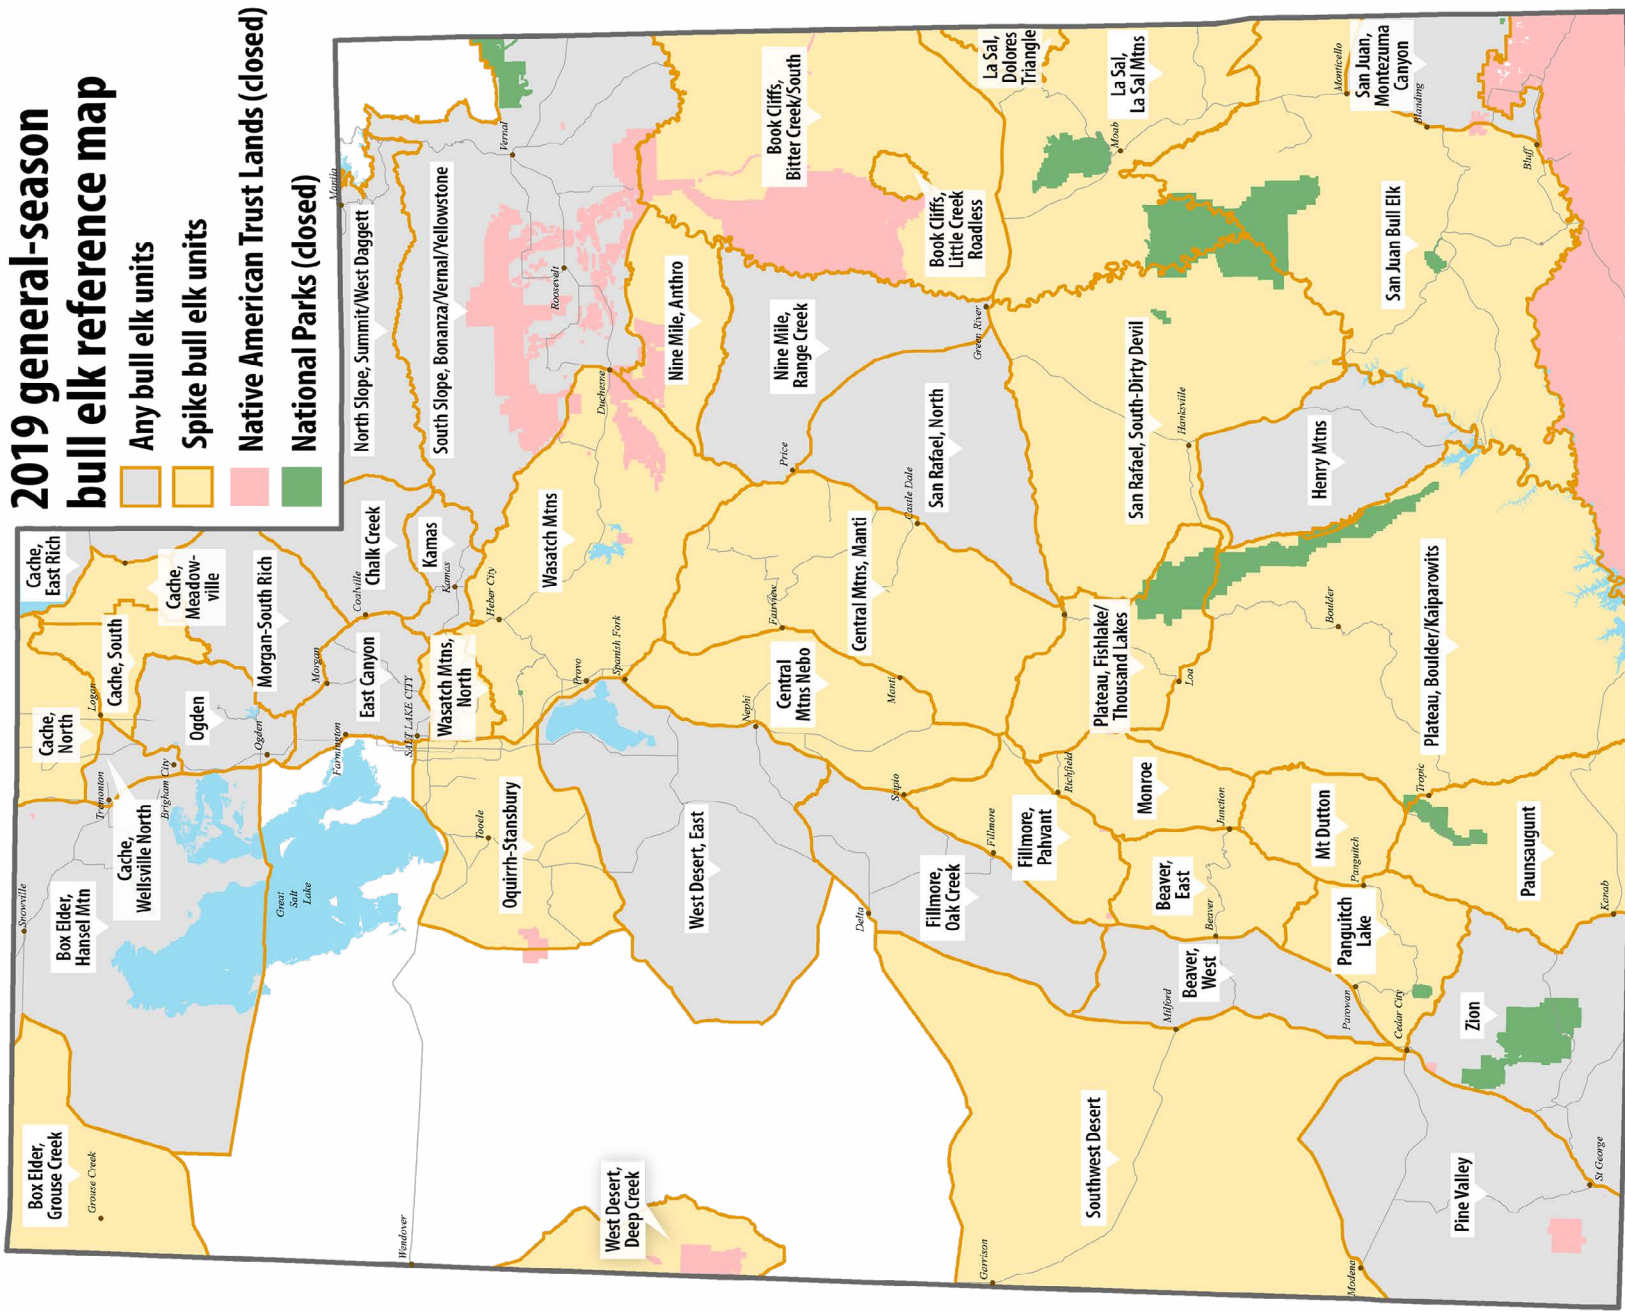 2019 general-season
bull elk reference map
Any bull elk units
Spike bull elk units
Native American Trust Lands (closed)
National Parks (closed)
Box Elder,
Grouse Creek
Grouse Creek
Snowville
Box Elder,
Hansel Mtn
Cache,
Wellsville North
Tremonton
Brigham City
Cache,
North
Logan
Cache, South
Cache,
East Rich
Cache,
Meadow-
ville
Ogden
Ogden
Morgan-South Rich
Morgan
Great
Salt
Lake
Farmington
East Canyon
Coalville
Chalk Creek
Kamas
Kamas
SALT LAKE CITY
Wasatch Mtns,
North
Heber City
Wasatch Mtns
Manila
North Slope, Summit/West Daggett
South Slope, Bonanza/Vernal/Yellowstone
Vernal
Roosevelt
Duchesne
Wendover
Tooele
Oquirrh-Stansbury
Provo
Spanish Fork
West Desert,
Deep Creek
West Desert, East
Nephi
Central
Mtns Nebo
Fairview
Manti
Central Mtns, Manti
Price
Castle Dale
Nine Mile, Anthro
Nine Mile,
Range Creek
San Rafael, North
Green River
Book Cliffs,
Bitter Creek/South
Book Cliffs,
Little Creek
Roadless
La Sal,
Dolores
Triangle
La Sal,
La Sal Mtns
Moab
Delta
Scipio
Fillmore
Fillmore,
Oak Creek
Fillmore,
Pahvant
Richfield
Monroe
Plateau, Fishlake/
Thousand Lakes
Loa
San Rafael, South-Dirty Devil
Hanksville
Henry Mtns
Garrison
Southwest Desert
Milford
Beaver,
West
Beaver
Beaver,
East
Junction
Mt Dutton
Panguitch
Panguitch
Lake
Parowan
Cedar City
Modena
Pine Valley
St George
Zion
Kanab
Paunsaugunt
Tropic
Boulder
Plateau, Boulder/Kaiparowits
San Juan Bull Elk
Monticello
San Juan,
Montezuma
Canyon
Blanding
Bluff